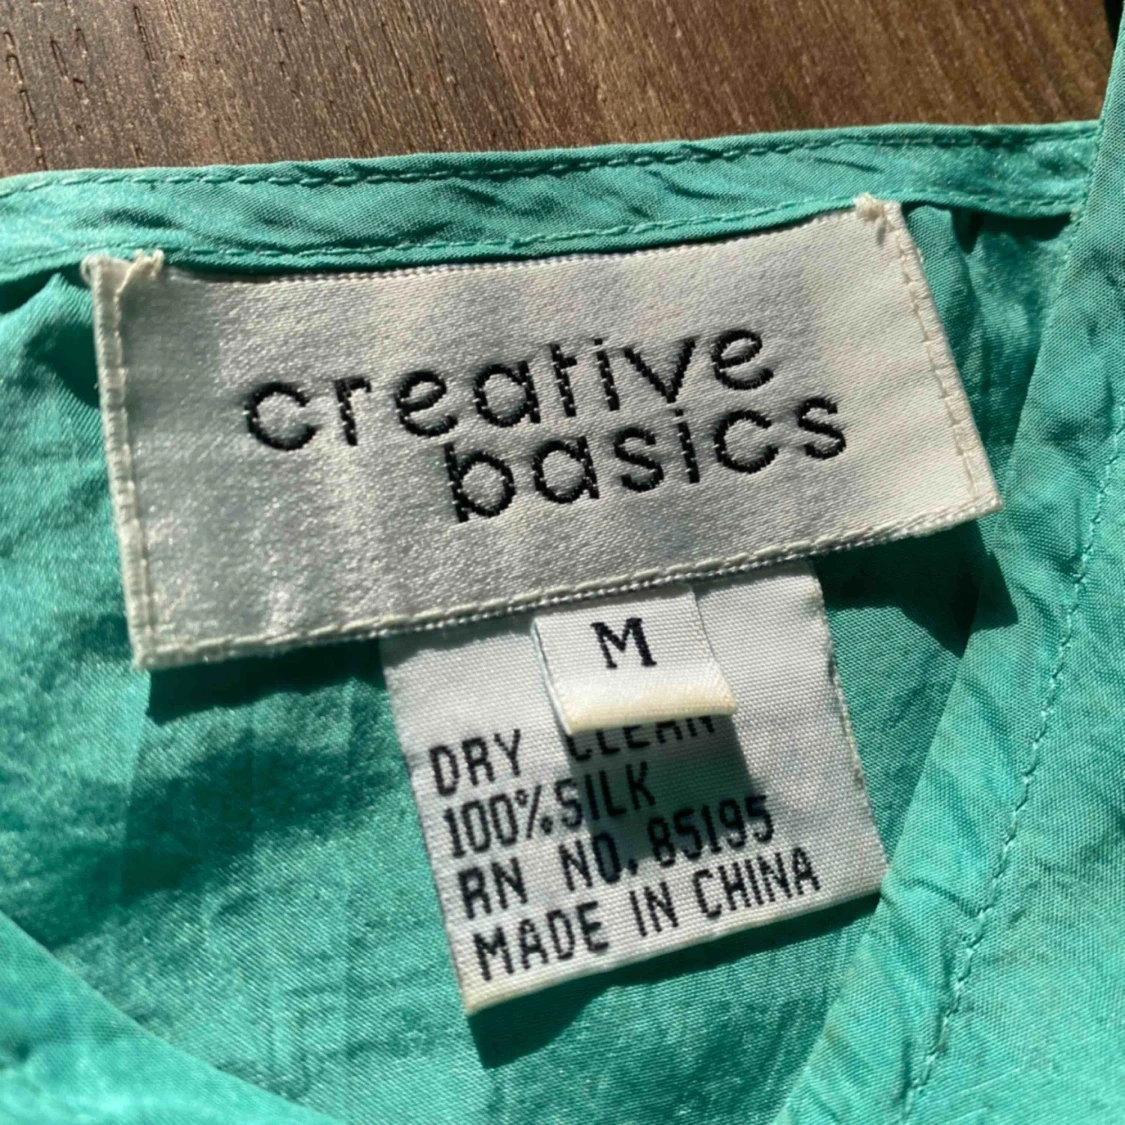 creative
basics
M
DRY CLEAN
100% SILK
RN NO. 85195
MADE IN CHINA